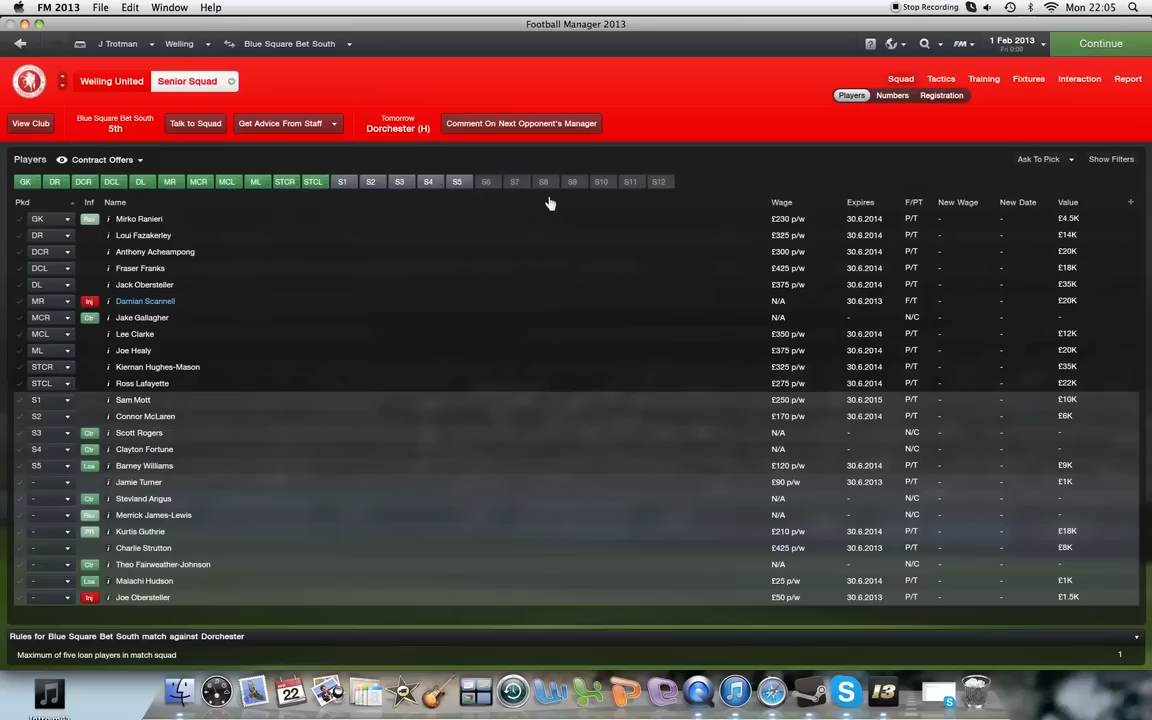 FM 2013 File Edit Window Help Stop Recording Mon 22:05
Football Manager 2013
J Trotman Welling Blue Square Bet South FM 1 Feb 2013 Fri 0:00 Continue
Welling United Senior Squad Squad Tactics Training Fixtures Interaction Report
Players Numbers Registration
View Club Blue Square Bet South 5th Talk to Squad Get Advice From Staff Tomorrow Dorchester (H) Comment On Next Opponent's Manager
Players Contract Offers Ask To Pick Show Filters
GK DR DCR DCL DL MR MCR MCL ML STCR STCL S1 S2 S3 S4 S5 S6 S7 S8 S9 S10 S11 S12
Pkd Inf Name Wage Expires F/PT New Wage New Date Value +
GK i Mirko Ranieri £230 p/w 30.6.2014 P/T - - £4.5K
DR i Loui Fazakerley £325 p/w 30.6.2014 P/T - - £14K
DCR i Anthony Acheampong £300 p/w 30.6.2014 P/T - - £20K
DCL i Fraser Franks £425 p/w 30.6.2014 P/T - - £18K
DL i Jack Obersteller £375 p/w 30.6.2014 P/T - - £35K
MR Inj i Damian Scannell N/A 30.6.2013 F/T - - £20K
MCR Ctr i Jake Gallagher N/A - N/C - - -
MCL i Lee Clarke £350 p/w 30.6.2014 P/T - - £12K
ML i Joe Healy £375 p/w 30.6.2014 P/T - - £20K
STCR i Kiernan Hughes-Mason £325 p/w 30.6.2014 P/T - - £35K
STCL i Ross Lafayette £275 p/w 30.6.2014 P/T - - £22K
S1 i Sam Mott £250 p/w 30.6.2015 P/T - - £10K
S2 i Connor McLaren £170 p/w 30.6.2014 P/T - - £6K
S3 Ctr i Scott Rogers N/A - N/C - - -
S4 Ctr i Clayton Fortune N/A - N/C - - -
S5 Loa i Barney Williams £120 p/w 30.6.2014 P/T - - £9K
- i Jamie Turner £90 p/w 30.6.2013 P/T - - £1K
- Ctr i Stevland Angus N/A - N/C - - -
- i Merrick James-Lewis N/A - N/C - - -
- PR i Kurtis Guthrie £210 p/w 30.6.2014 P/T - - £18K
- i Charlie Strutton £425 p/w 30.6.2013 P/T - - £8K
- Ctr i Theo Fairweather-Johnson N/A - N/C - - -
- Loa i Malachi Hudson £25 p/w 30.6.2014 P/T - - £1K
- Inj i Joe Obersteller £50 p/w 30.6.2013 P/T - - £1.5K
Rules for Blue Square Bet South match against Dorchester
Maximum of five loan players in match squad 1
22
13